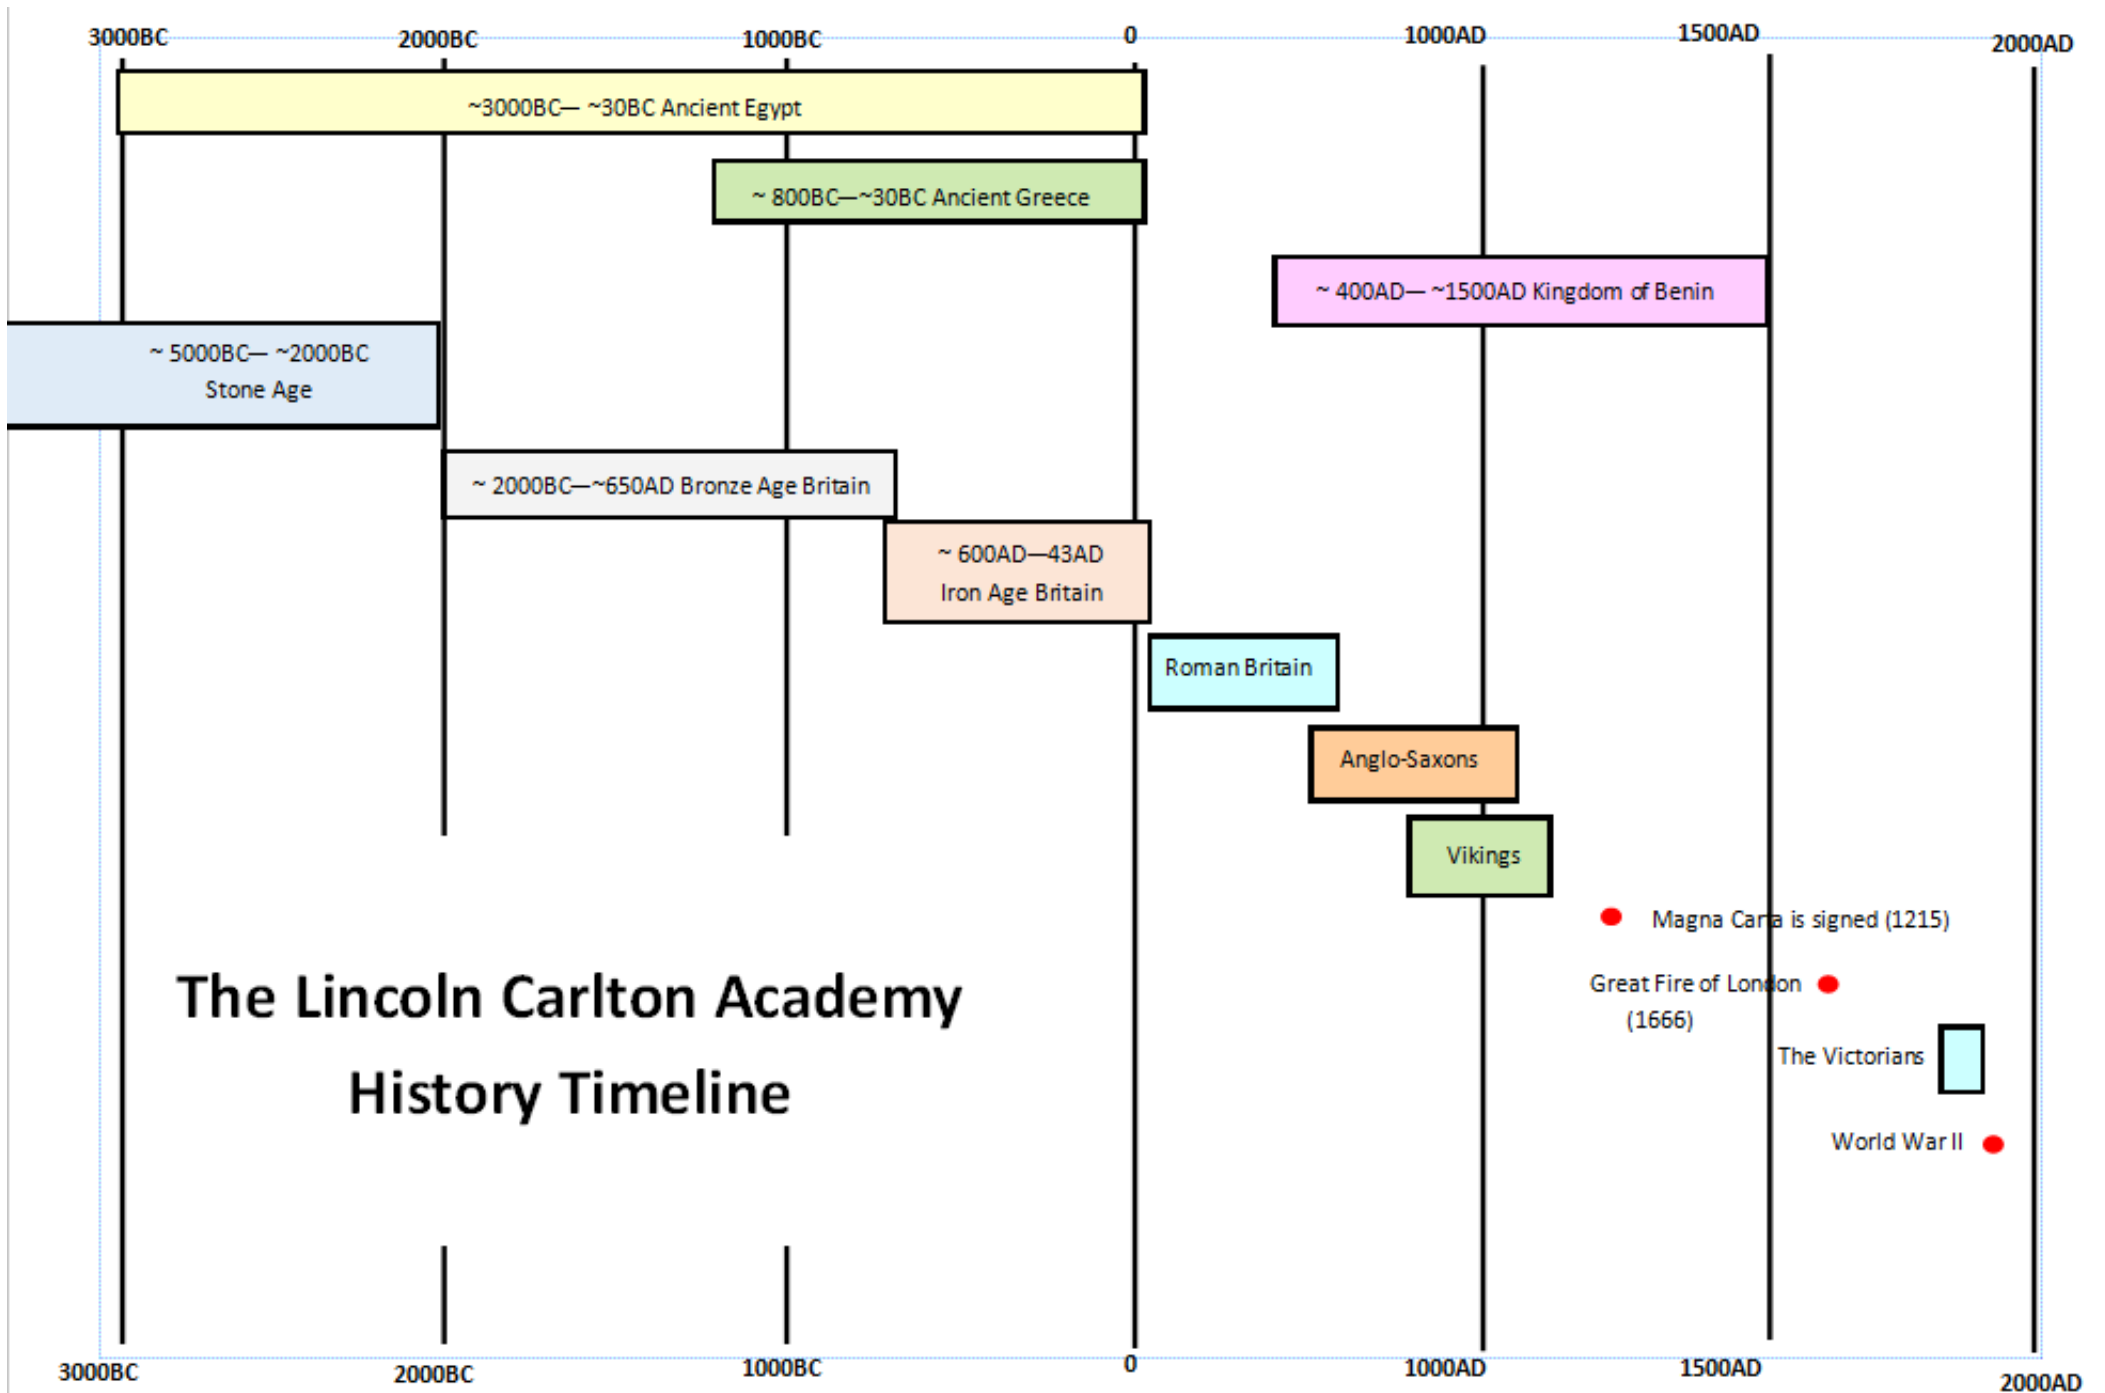 3000BC 2000BC 1000BC 0 1000AD 1500AD 2000AD
~3000BC— ~30BC Ancient Egypt
~ 800BC—~30BC Ancient Greece
~ 400AD— ~1500AD Kingdom of Benin
~ 5000BC— ~2000BC
Stone Age
~ 2000BC—~650AD Bronze Age Britain
~ 600AD—43AD
Iron Age Britain
Roman Britain
Anglo-Saxons
Vikings
Magna Carta is signed (1215)
Great Fire of London
(1666)
The Victorians
World War II
The Lincoln Carlton Academy
History Timeline
3000BC 2000BC 1000BC 0 1000AD 1500AD 2000AD